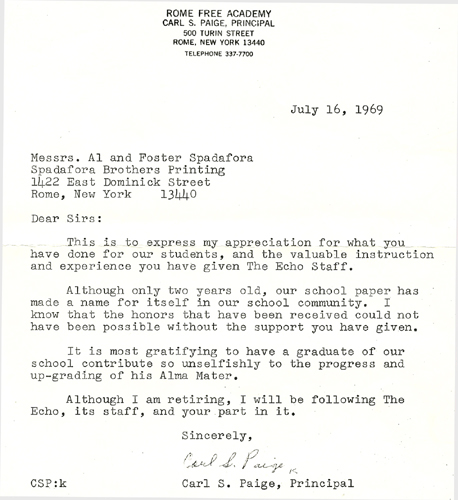 ROME FREE ACADEMY
CARL S. PAIGE, PRINCIPAL
500 TURIN STREET
ROME, NEW YORK 13440
TELEPHONE 337-7700
July 16, 1969
Messrs. Al and Foster Spadafora
Spadafora Brothers Printing
1422 East Dominick Street
Rome, New York 13440
Dear Sirs:
This is to express my appreciation for what you
have done for our students, and the valuable instruction
and experience you have given The Echo Staff.
Although only two years old, our school paper has
made a name for itself in our school community. I
know that the honors that have been received could not
have been possible without the support you have given.
It is most gratifying to have a graduate of our
school contribute so unselfishly to the progress and
up-grading of his Alma Mater.
Although I am retiring, I will be following The
Echo, its staff, and your part in it.
Sincerely,
Carl S. Paige
CSP:k Carl S. Paige, Principal